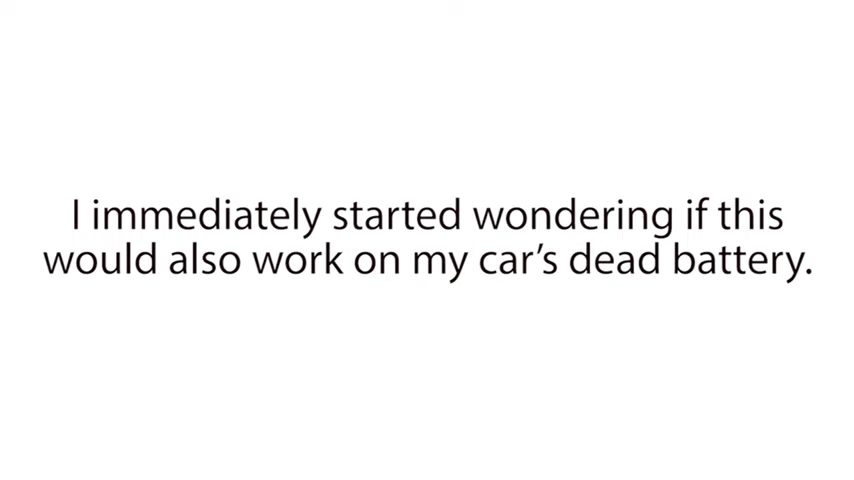 I immediately started wondering if this
would also work on my car’s dead battery.